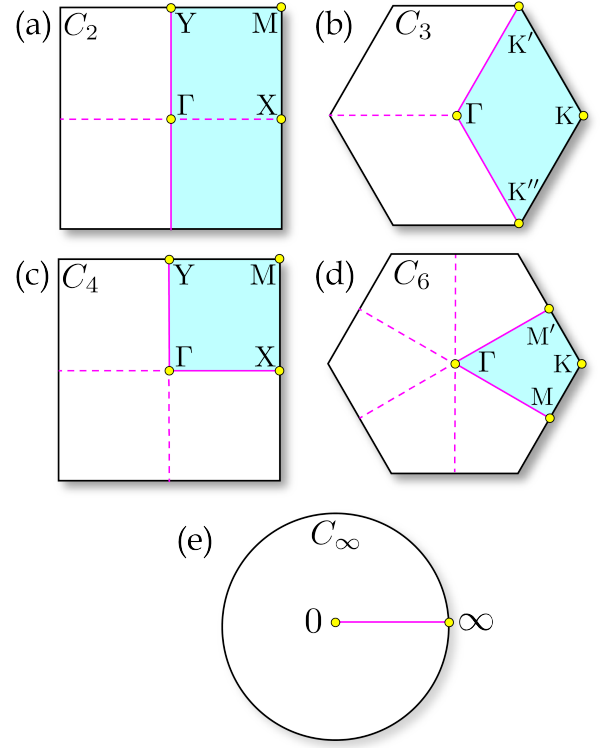 (a) C₂ Y M
Γ X
(b) C₃ K′
Γ K
K″
(c) C₄ Y M
Γ X
(d) C₆
M′
Γ K
M
(e) C∞
0 ∞